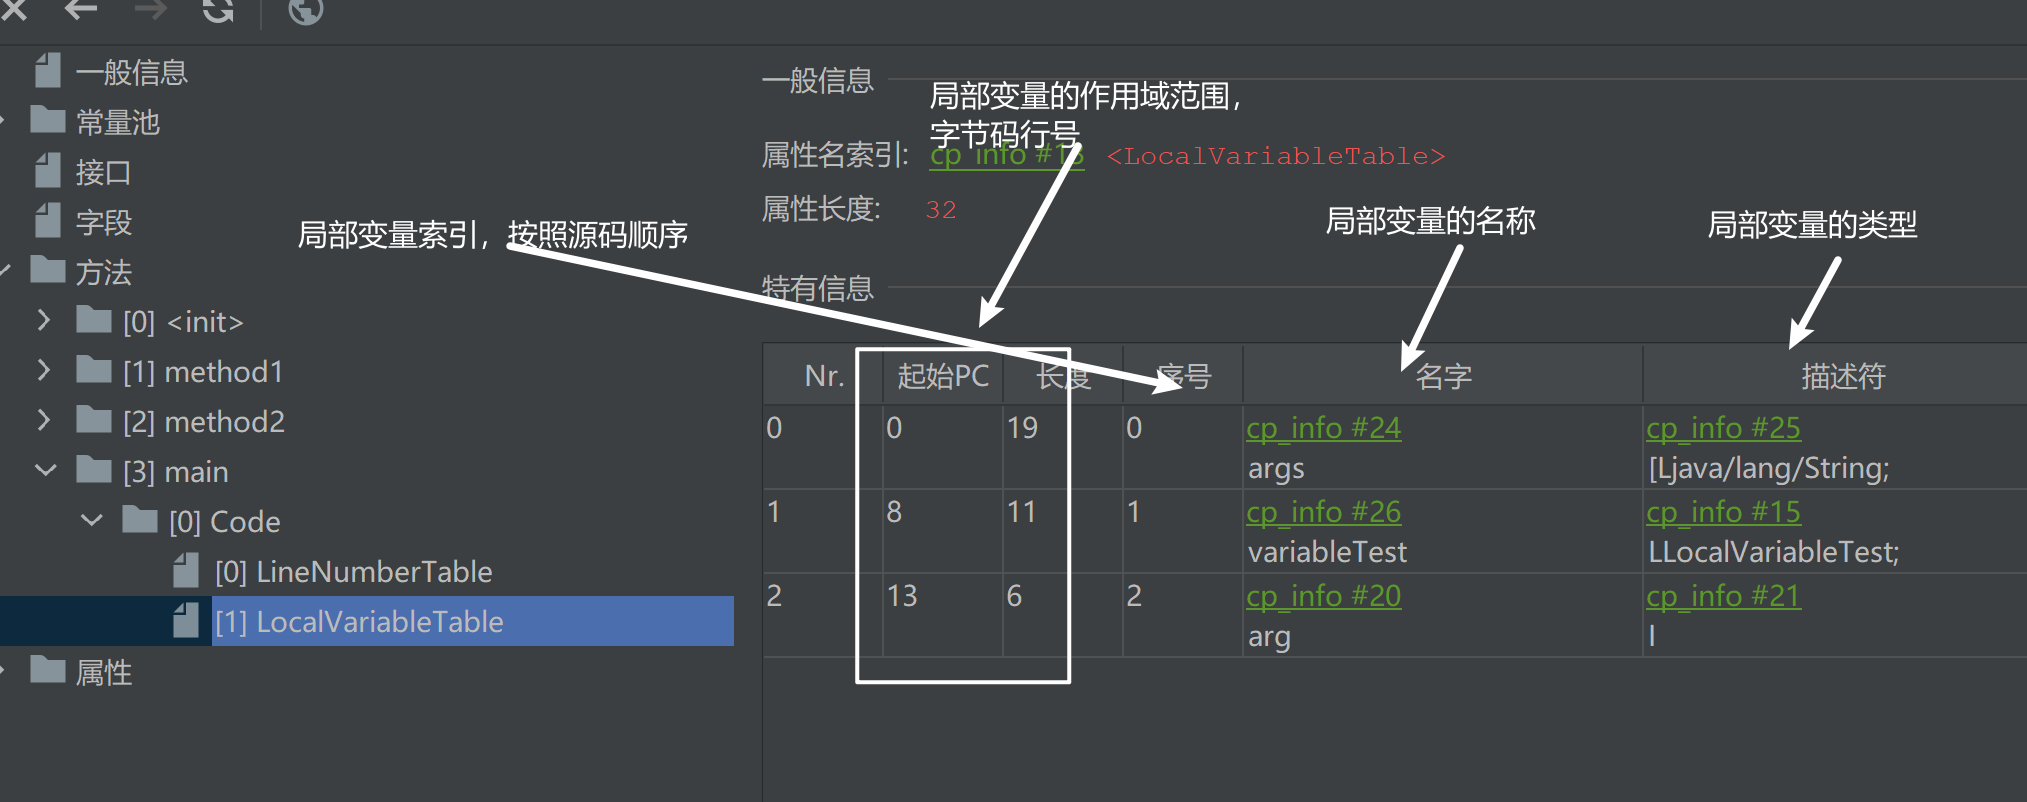 一般信息
常量池
接口
字段
方法
[0] <init>
[1] method1
[2] method2
[3] main
[0] Code
[0] LineNumberTable
[1] LocalVariableTable
属性
局部变量索引，按照源码顺序
一般信息
局部变量的作用域范围，
字节码行号
属性名索引: cp_info #13 <LocalVariableTable>
属性长度: 32
局部变量的名称
局部变量的类型
特有信息
Nr. 起始PC 长度 序号 名字 描述符
0 0 19 0 cp_info #24 cp_info #25
args [Ljava/lang/String;
1 8 11 1 cp_info #26 cp_info #15
variableTest LLocalVariableTest;
2 13 6 2 cp_info #20 cp_info #21
arg I